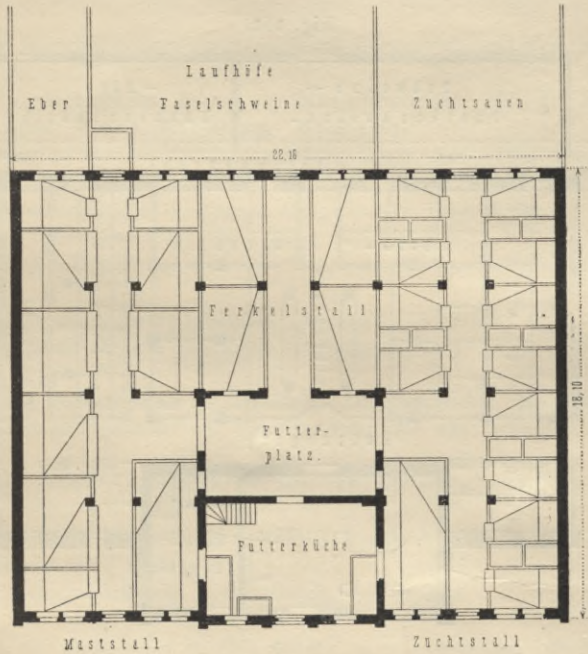 Laufhöfe
Eber Faselschweine Zuchtsauen
22,16
Ferkelstall
18,10
Futter-
platz.
Futterküche
Maststall Zuchtstall